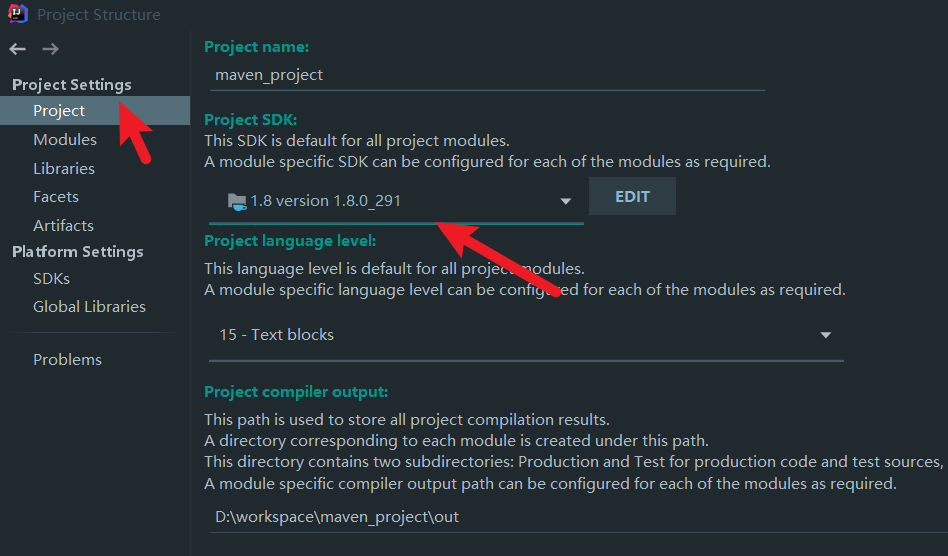 Project Structure
Project Settings
Project
Modules
Libraries
Facets
Artifacts
Platform Settings
SDKs
Global Libraries
Problems
Project name:
maven_project
Project SDK:
This SDK is default for all project modules.
A module specific SDK can be configured for each of the modules as required.
1.8 version 1.8.0_291
EDIT
Project language level:
This language level is default for all project modules.
A module specific language level can be configured for each of the modules as required.
15 - Text blocks
Project compiler output:
This path is used to store all project compilation results.
A directory corresponding to each module is created under this path.
This directory contains two subdirectories: Production and Test for production code and test sources,
A module specific compiler output path can be configured for each of the modules as required.
D:\workspace\maven_project\out